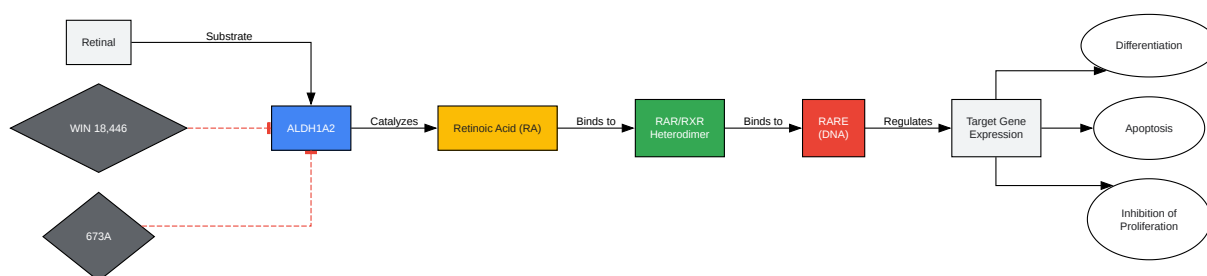 Retinal
Substrate
WIN 18,446
673A
ALDH1A2
Catalyzes
Retinoic Acid (RA)
Binds to
RAR/RXR
Heterodimer
Binds to
RARE
(DNA)
Regulates
Target Gene
Expression
Differentiation
Apoptosis
Inhibition of
Proliferation